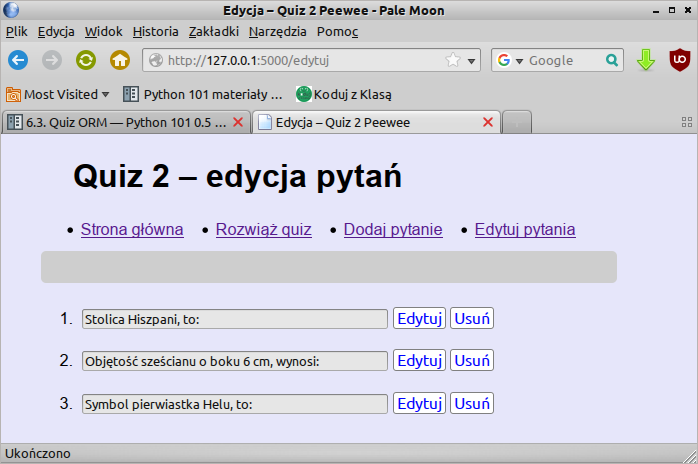 Edycja – Quiz 2 Peewee - Pale Moon
Plik Edycja Widok Historia Zakładki Narzędzia Pomoc
http://127.0.0.1:5000/edytuj Google
Most Visited Python 101 materiały ... Koduj z Klasą
6.3. Quiz ORM — Python 101 0.5 ... Edycja – Quiz 2 Peewee
Quiz 2 – edycja pytań
• Strona główna • Rozwiąż quiz • Dodaj pytanie • Edytuj pytania
1. Stolica Hiszpani, to: Edytuj Usuń
2. Objętość sześcianu o boku 6 cm, wynosi: Edytuj Usuń
3. Symbol pierwiastka Helu, to: Edytuj Usuń
Ukończono